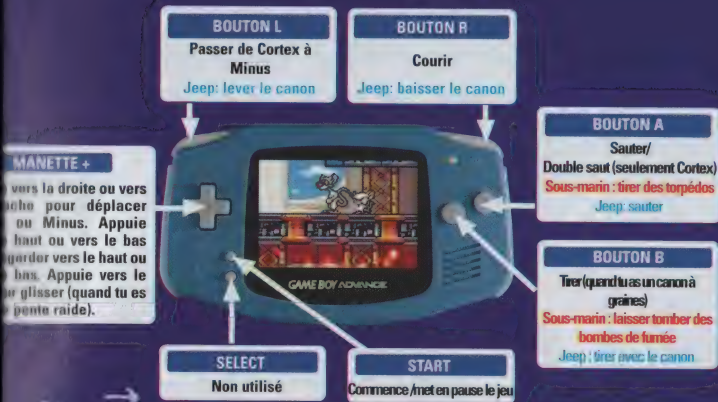 BOUTON L
Passer de Cortex à
Minus
Jeep: lever le canon
BOUTON R
Courir
Jeep: baisser le canon
BOUTON A
Sauter/
Double saut (seulement Cortex)
Sous-marin : tirer des torpédos
Jeep: sauter
MANETTE +
vers la droite ou vers
pour déplacer
ou Minus. Appuie
haut ou vers le bas
vers le haut ou
bas. Appuie vers le
glisser (quand tu es
pente raide).
GAME BOY ADVANCE
BOUTON B
Tirer (quand tu as un canon à
graines)
Sous-marin : laisser tomber des
bombes de fumée
Jeep : tirer avec le canon
SELECT
Non utilisé
START
Commence /met en pause le jeu